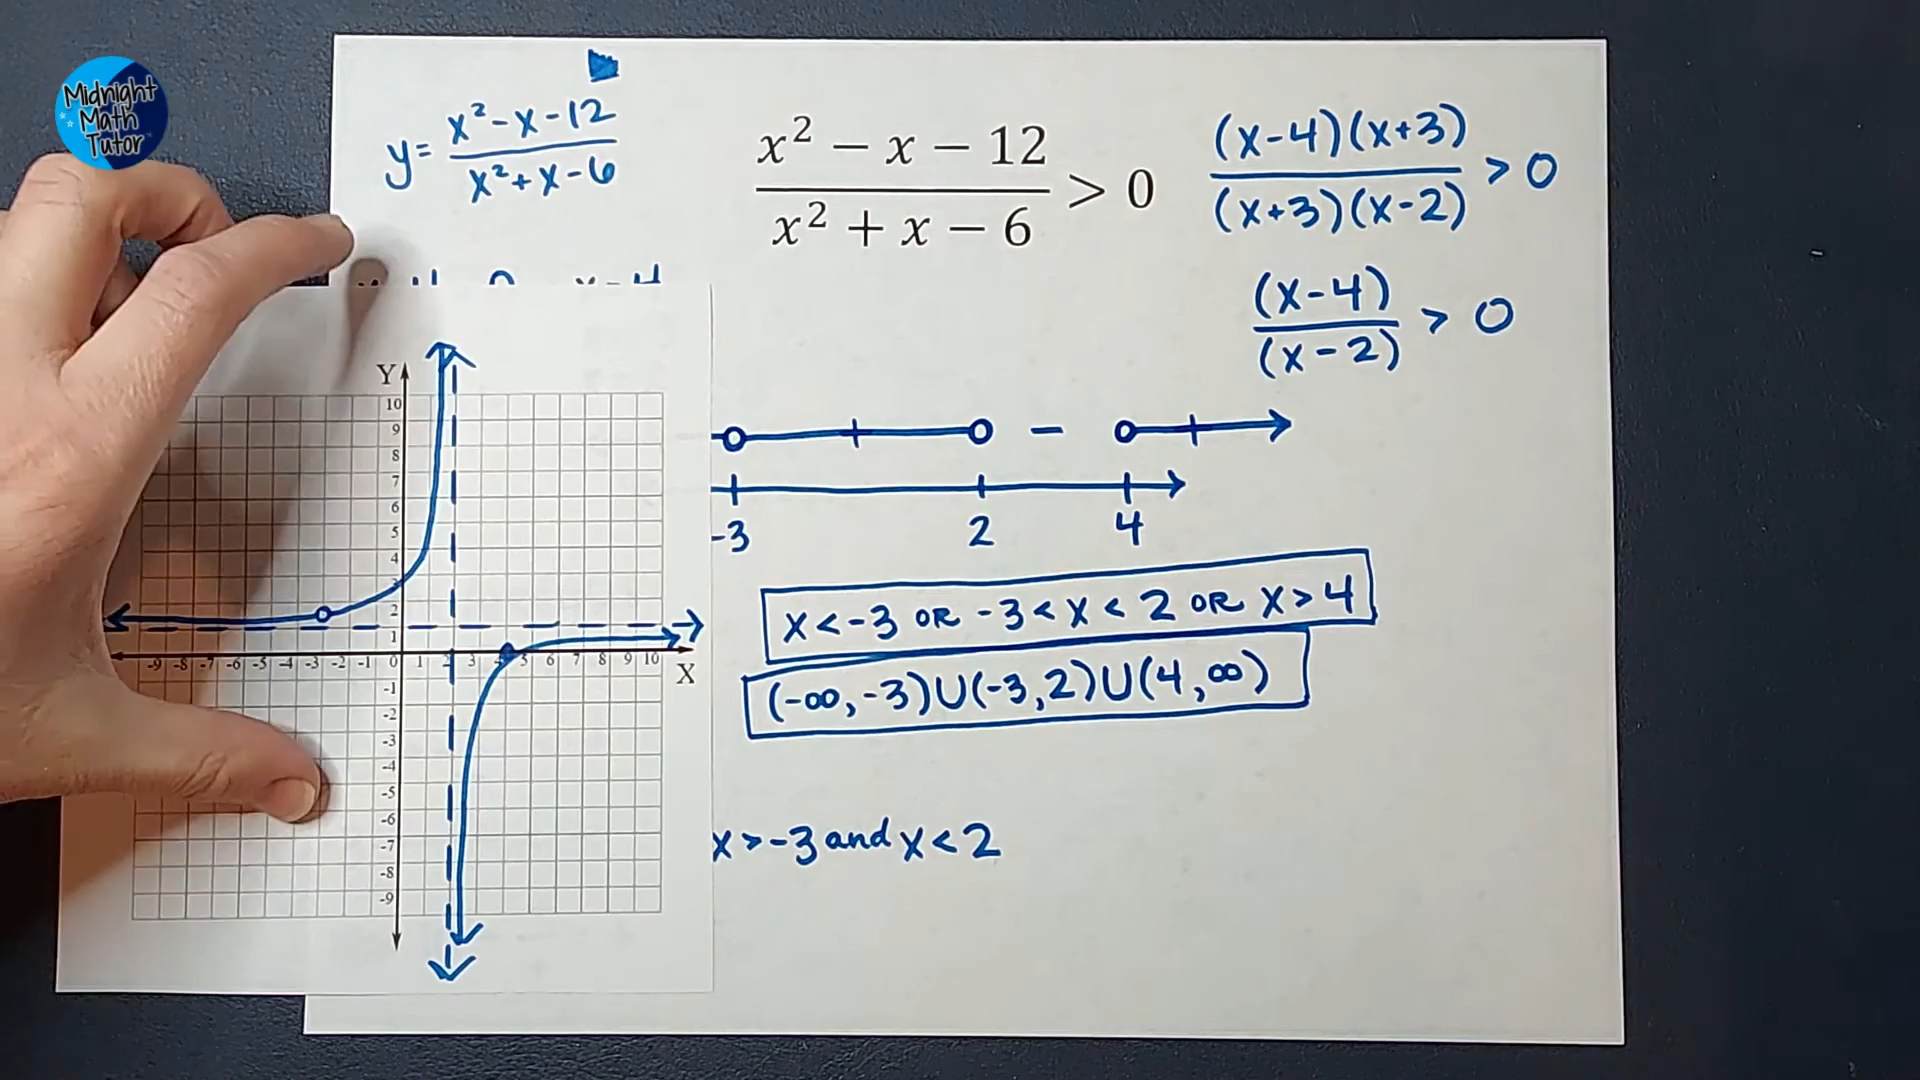 Midnight
Math
Tutor
y = (x² - x - 12)/(x² + x - 6)
(x² − x − 12)/(x² + x − 6) > 0
((x-4)(x+3))/((x+3)(x-2)) > 0
(x-4)/(x-2) > 0
-
-3 2 4
x < -3 OR -3 < x < 2 OR x > 4
(-∞, -3)∪(-3, 2)∪(4, ∞)
x > -3 and x < 2
Y
10
9
8
7
6
5
4
3
2
1
-9 -8 -7 -6 -5 -4 -3 -2 -1 0 1 2 3 4 5 6 7 8 9 10
X
-1
-2
-3
-4
-5
-6
-7
-8
-9